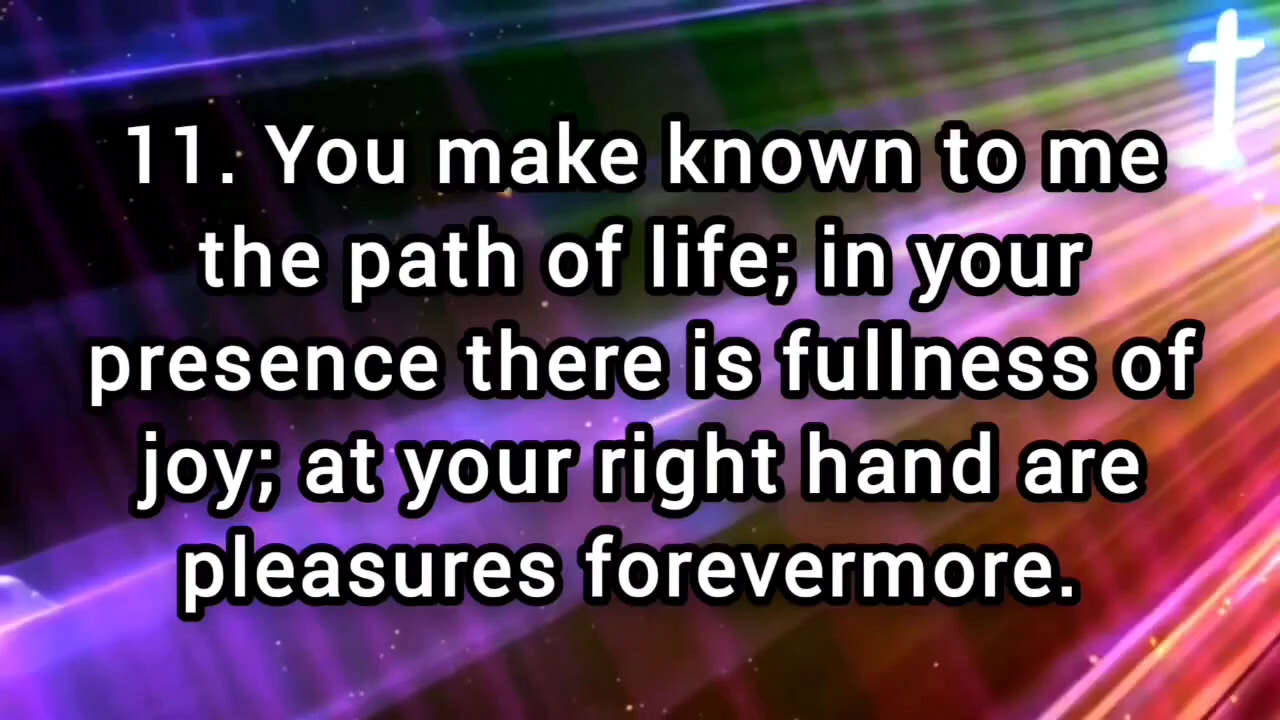 11. You make known to me
the path of life; in your
presence there is fullness of
joy; at your right hand are
pleasures forevermore.